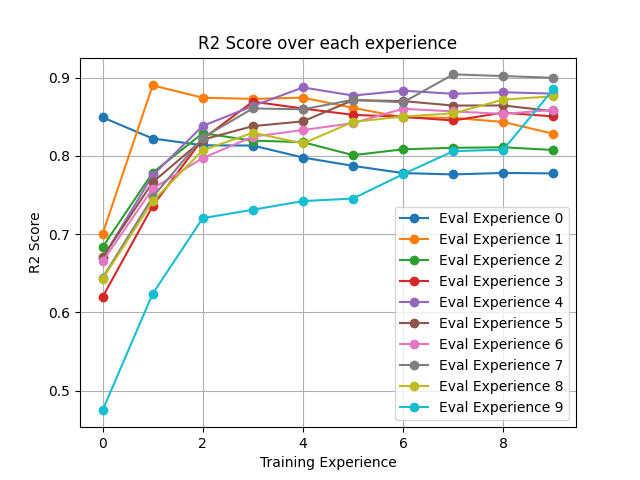 R2 Score over each experience
R2 Score
0.9
0.8
0.7
0.6
0.5
0 2 4 6 8
Training Experience
Eval Experience 0
Eval Experience 1
Eval Experience 2
Eval Experience 3
Eval Experience 4
Eval Experience 5
Eval Experience 6
Eval Experience 7
Eval Experience 8
Eval Experience 9